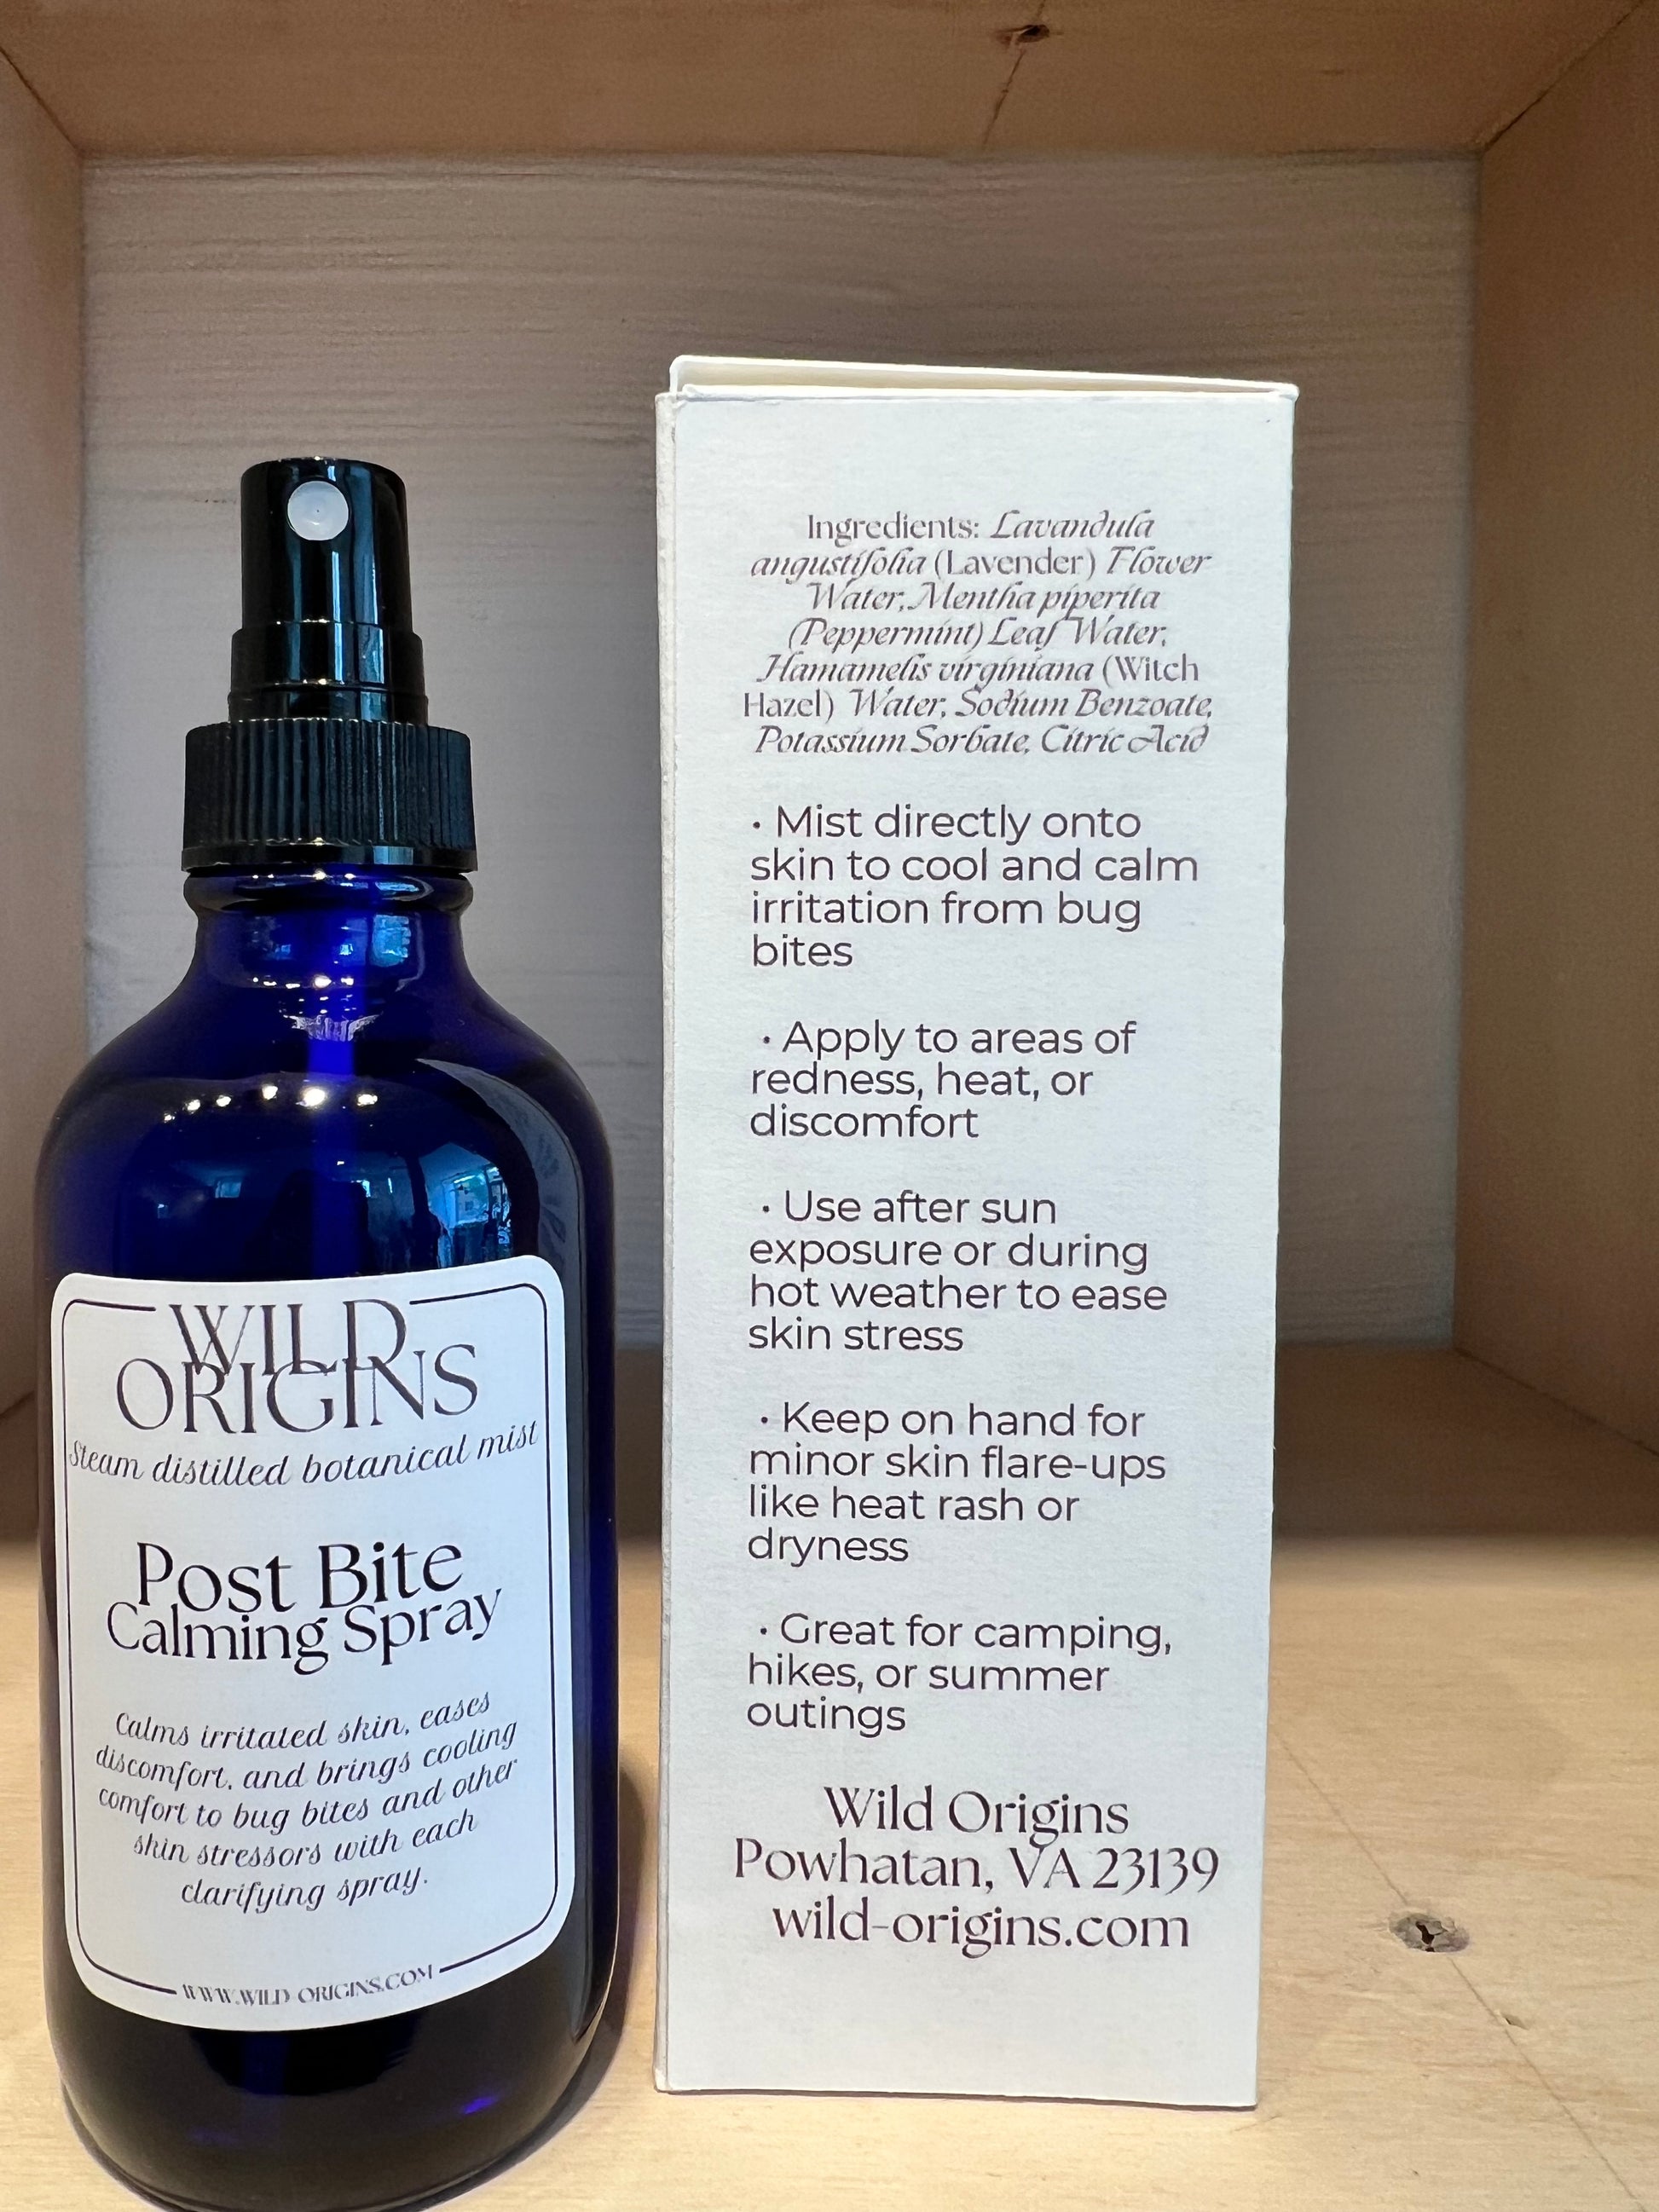 WILD
ORIGINS
Steam distilled botanical mist
Post Bite
Calming Spray
Calms irritated skin, eases
discomfort, and brings cooling
comfort to bug bites and other
skin stressors with each
clarifying spray.
WWW.WILD-ORIGINS.COM
Ingredients: Lavandula
angustifolia (Lavender) Flower
Water, Mentha piperita
(Peppermint) Leaf Water,
Hamamelis virginiana (Witch
Hazel) Water, Sodium Benzoate,
Potassium Sorbate, Citric Acid
· Mist directly onto
skin to cool and calm
irritation from bug
bites
· Apply to areas of
redness, heat, or
discomfort
· Use after sun
exposure or during
hot weather to ease
skin stress
· Keep on hand for
minor skin flare-ups
like heat rash or
dryness
· Great for camping,
hikes, or summer
outings
Wild Origins
Powhatan, VA 23139
wild-origins.com